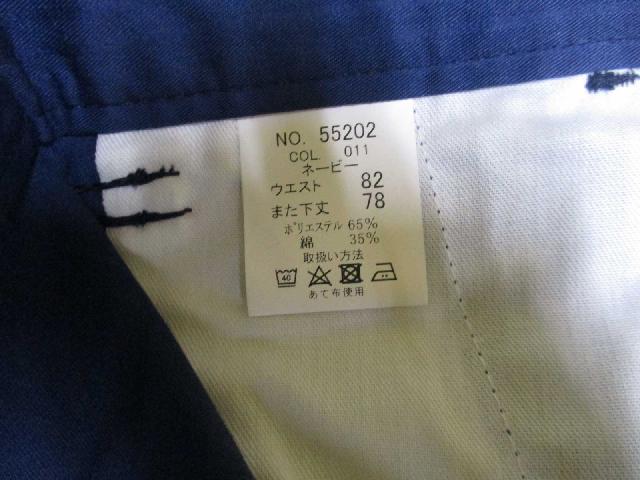 NO. 55202
COL. 011
ネービー
ウエスト 82
また下丈 78
ポリエステル 65%
綿 35%
取扱い方法
40
あて布使用